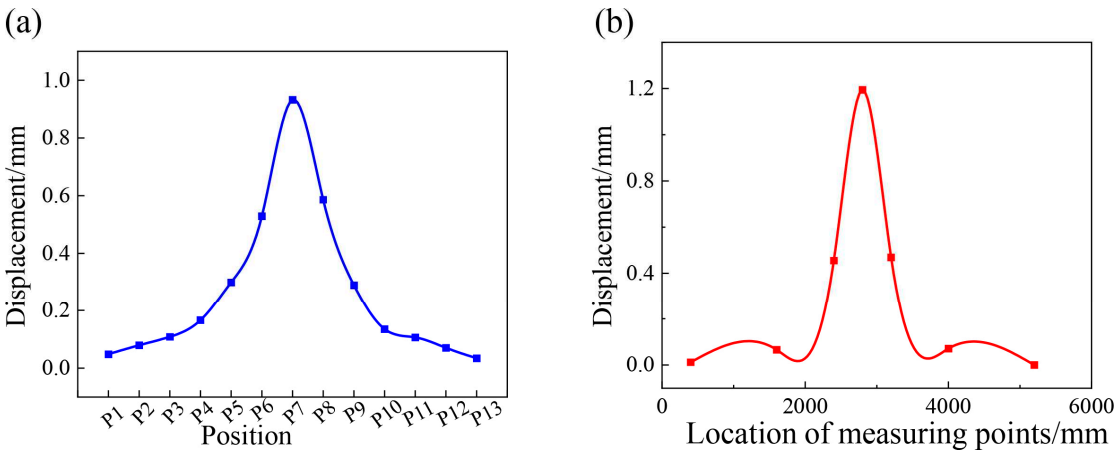 (a)
Displacement/mm
1.0
0.8
0.6
0.4
0.2
0.0
P1 P2 P3 P4 P5 P6 P7 P8 P9 P10 P11 P12 P13
Position
(b)
Displacement/mm
1.2
0.8
0.4
0.0
0 2000 4000 6000
Location of measuring points/mm